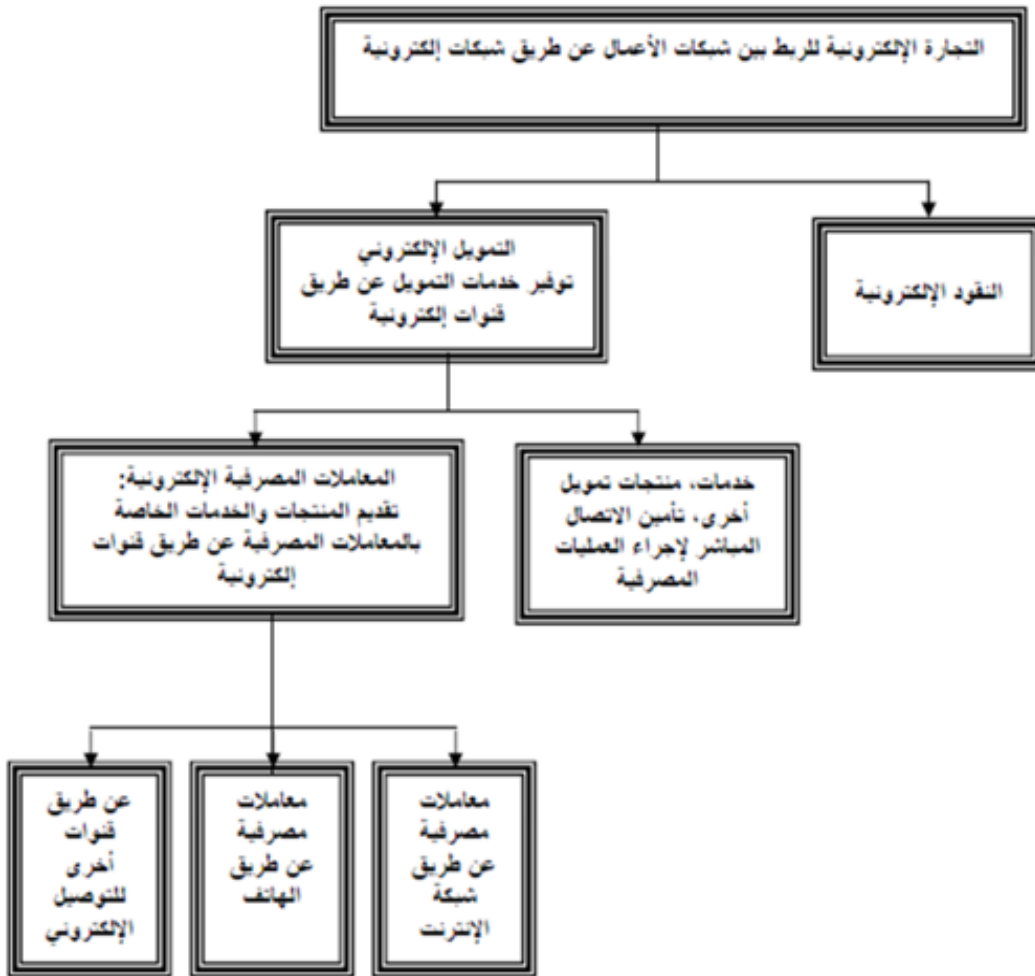 التجارة الإلكترونية للربط بين شبكات الأعمال عن طريق شبكات إلكترونية
النقود الإلكترونية
التمويل الإلكتروني
توفير خدمات التمويل عن طريق
قنوات إلكترونية
خدمات، منتجات تمويل
أخرى، تأمين الاتصال
المباشر لإجراء العمليات
المصرفية
المعاملات المصرفية الإلكترونية:
تقديم المنتجات والخدمات الخاصة
بالمعاملات المصرفية عن طريق قنوات
إلكترونية
معاملات
مصرفية
عن طريق
شبكة
الإنترنت
معاملات
مصرفية
عن طريق
الهاتف
عن طريق
قنوات
أخرى
للتوصيل
الإلكتروني